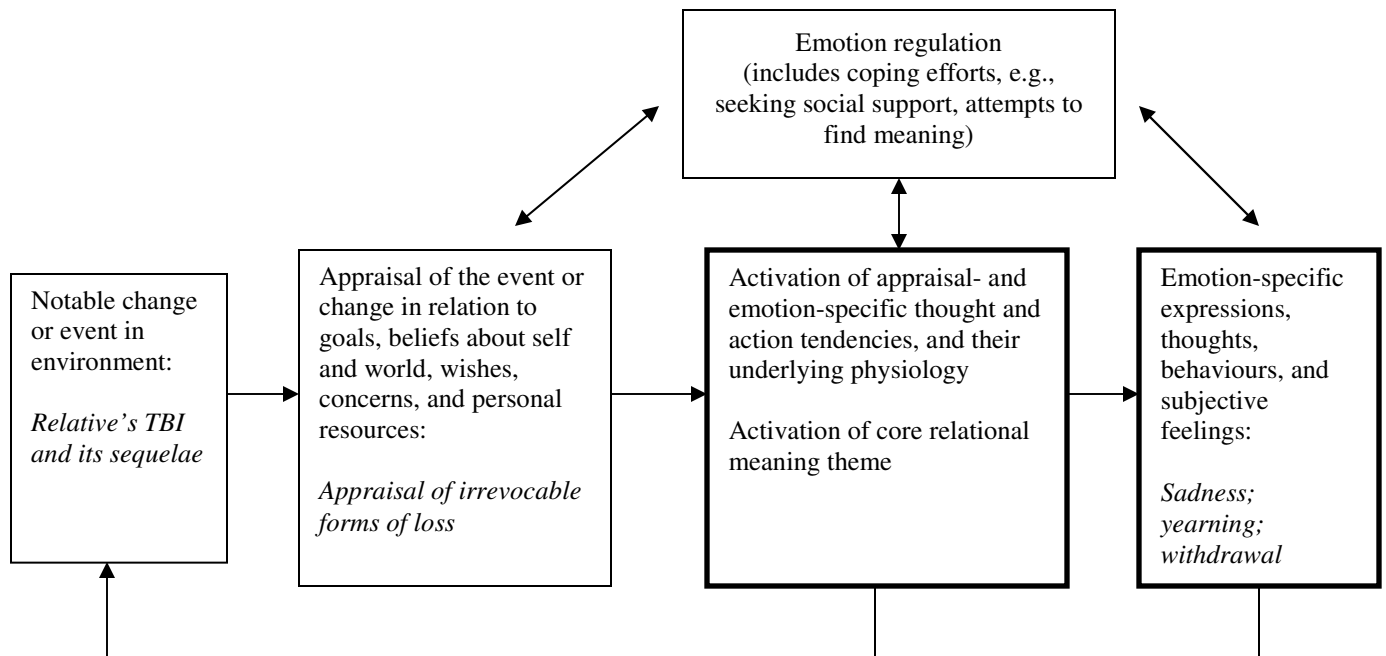 Emotion regulation
(includes coping efforts, e.g.,
seeking social support, attempts to
find meaning)
Notable change
or event in
environment:
Relative’s TBI
and its sequelae
Appraisal of the event or
change in relation to
goals, beliefs about self
and world, wishes,
concerns, and personal
resources:
Appraisal of irrevocable
forms of loss
Activation of appraisal- and
emotion-specific thought and
action tendencies, and their
underlying physiology
Activation of core relational
meaning theme
Emotion-specific
expressions,
thoughts,
behaviours, and
subjective
feelings:
Sadness;
yearning;
withdrawal